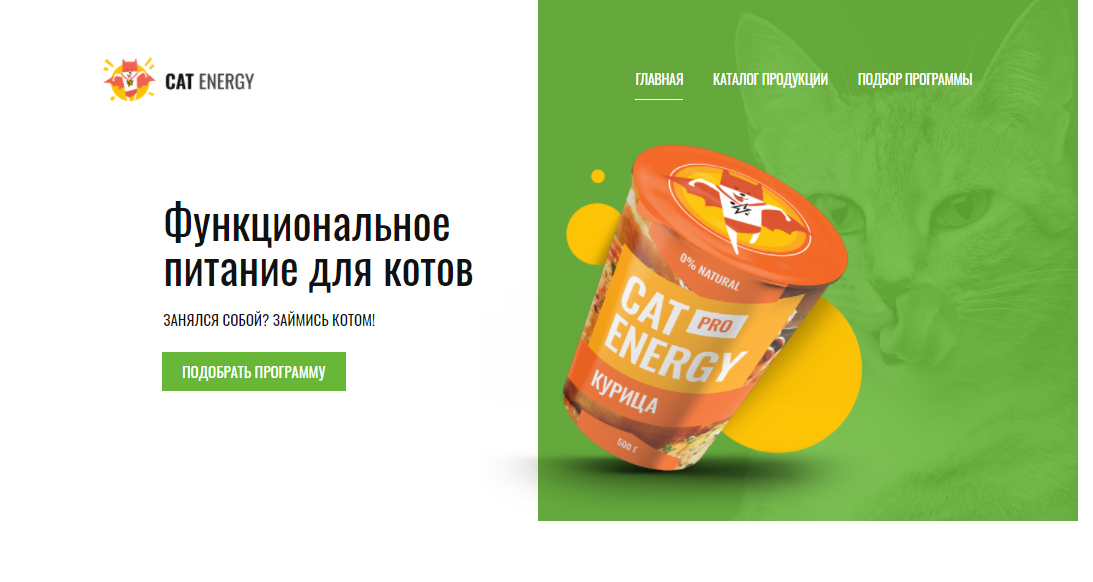 CAT ENERGY
ГЛАВНАЯ
КАТАЛОГ ПРОДУКЦИИ
ПОДБОР ПРОГРАММЫ
Функциональное
питание для котов
ЗАНЯЛСЯ СОБОЙ? ЗАЙМИСЬ КОТОМ!
ПОДОБРАТЬ ПРОГРАММУ
0% NATURAL
CAT PRO
ENERGY
КУРИЦА
500 Г